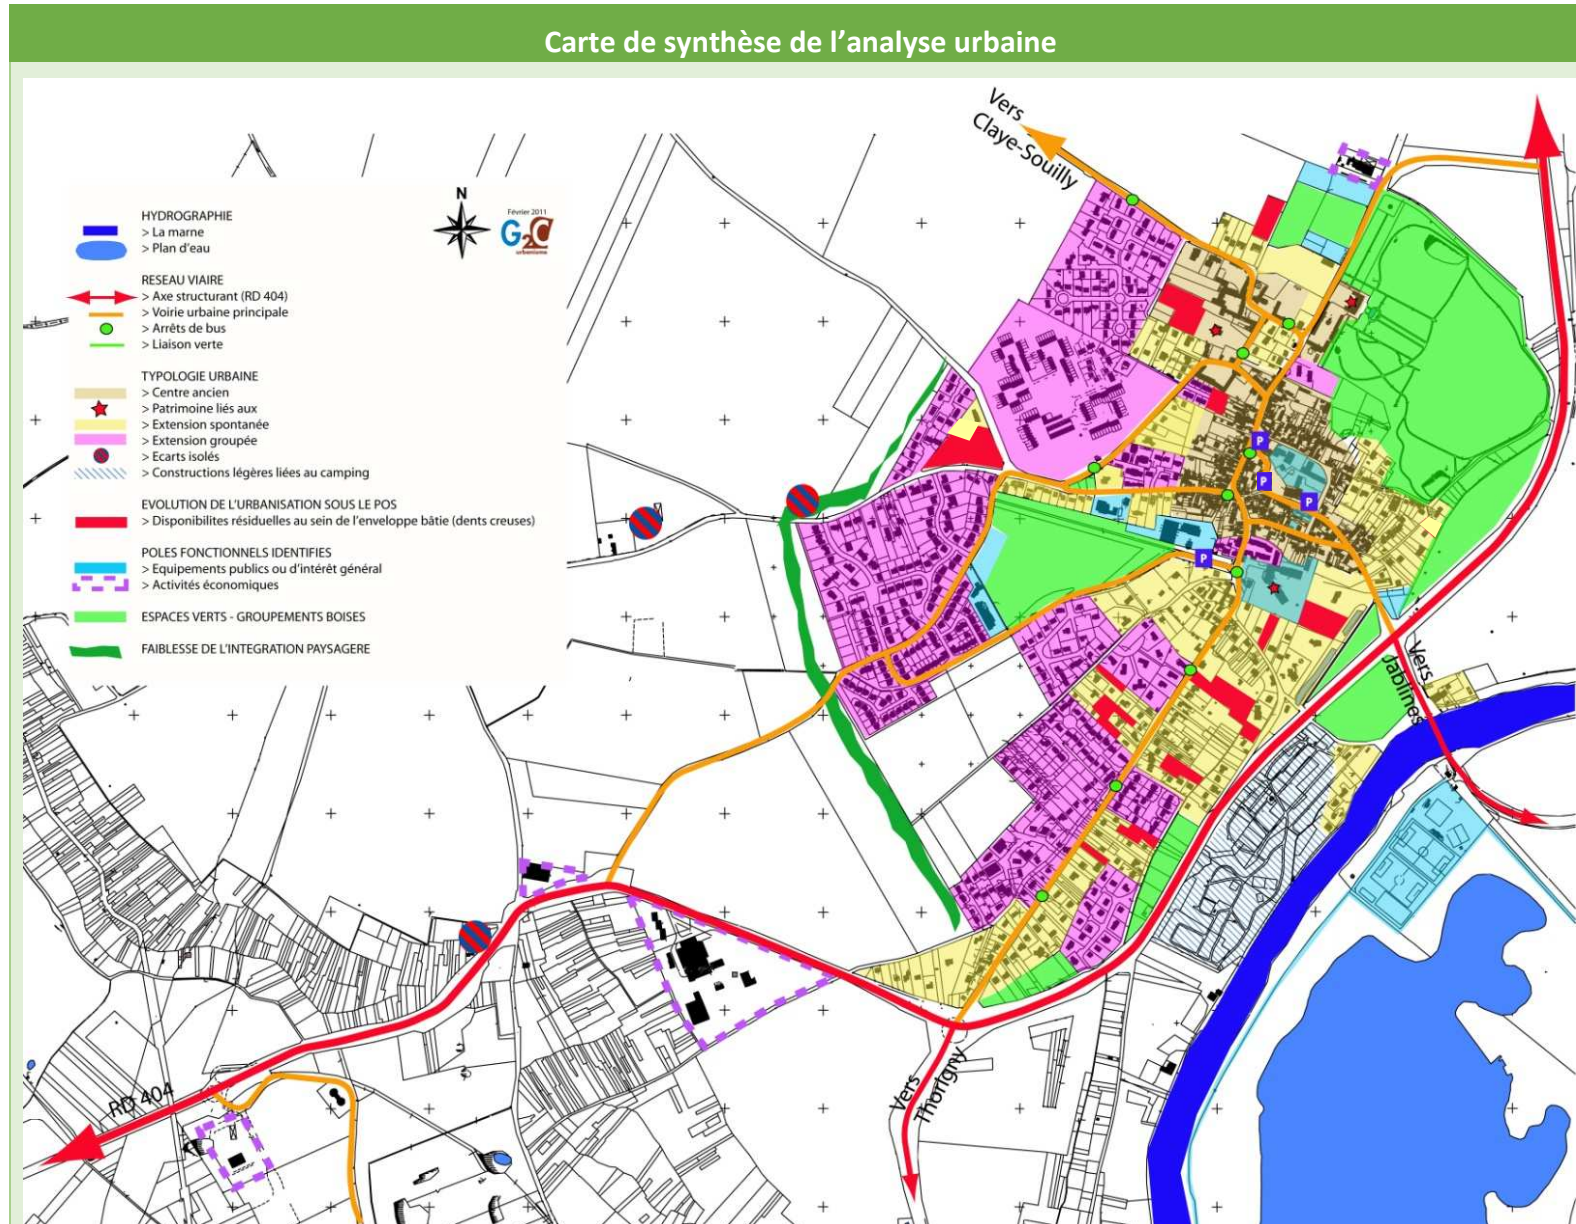 Carte de synthèse de l'analyse urbaine
Vers
Claye-Souilly
N
Février 2011
G2C
urbanisme
HYDROGRAPHIE
> La marne
> Plan d'eau
RESEAU VIAIRE
> Axe structurant (RD 404)
> Voirie urbaine principale
> Arrêts de bus
> Liaison verte
TYPOLOGIE URBAINE
> Centre ancien
> Patrimoine liés aux
> Extension spontanée
> Extension groupée
> Ecarts isolés
> Constructions légères liées au camping
EVOLUTION DE L'URBANISATION SOUS LE POS
> Disponibilites résiduelles au sein de l'enveloppe bâtie (dents creuses)
POLES FONCTIONNELS IDENTIFIES
> Equipements publics ou d'intérêt général
> Activités économiques
ESPACES VERTS - GROUPEMENTS BOISES
FAIBLESSE DE L'INTEGRATION PAYSAGERE
P
P
P
P
Vers
Jablines
Vers
Thorigny
RD 404